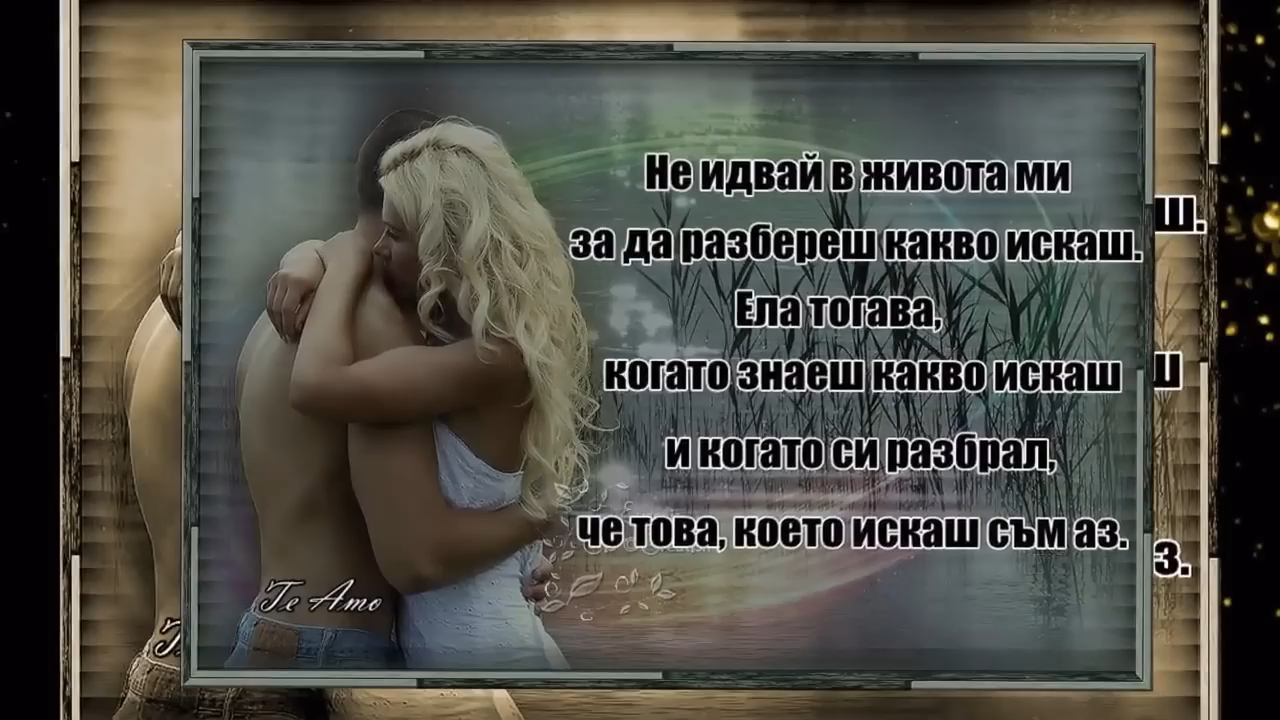 Не идвай в живота ми
за да разбереш какво искаш.
Ела тогава,
когато знаеш какво искаш
и когато си разбрал,
че това, което искаш съм аз.
Te Amo
ш.
ш
з.